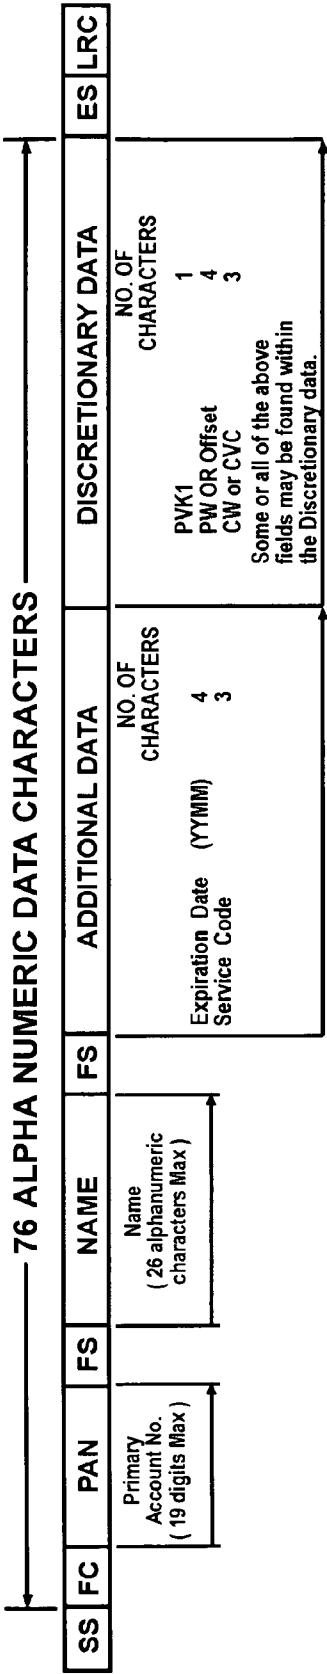 76 ALPHA NUMERIC DATA CHARACTERS
SS FC PAN FS NAME FS ADDITIONAL DATA DISCRETIONARY DATA ES LRC
Primary
Account No.
( 19 digits Max )
Name
( 26 alphanumeric
characters Max )
NO. OF
CHARACTERS
Expiration Date (YYMM) 4
Service Code 3
NO. OF
CHARACTERS
PVK1 1
PW OR Offset 4
CW or CVC 3
Some or all of the above
fields may be found within
the Discretionary data.